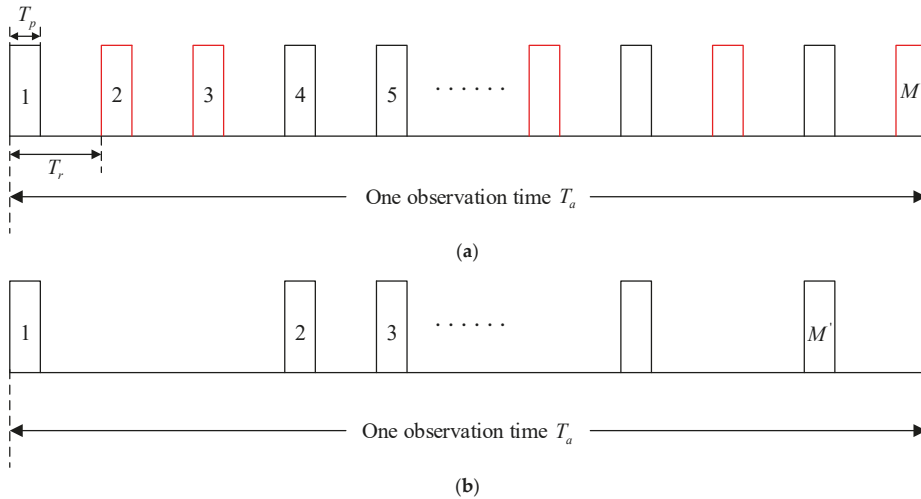 T_p
1 2 3 4 5 ...... M
T_r
One observation time T_a
(a)
1 2 3 ...... M'
One observation time T_a
(b)